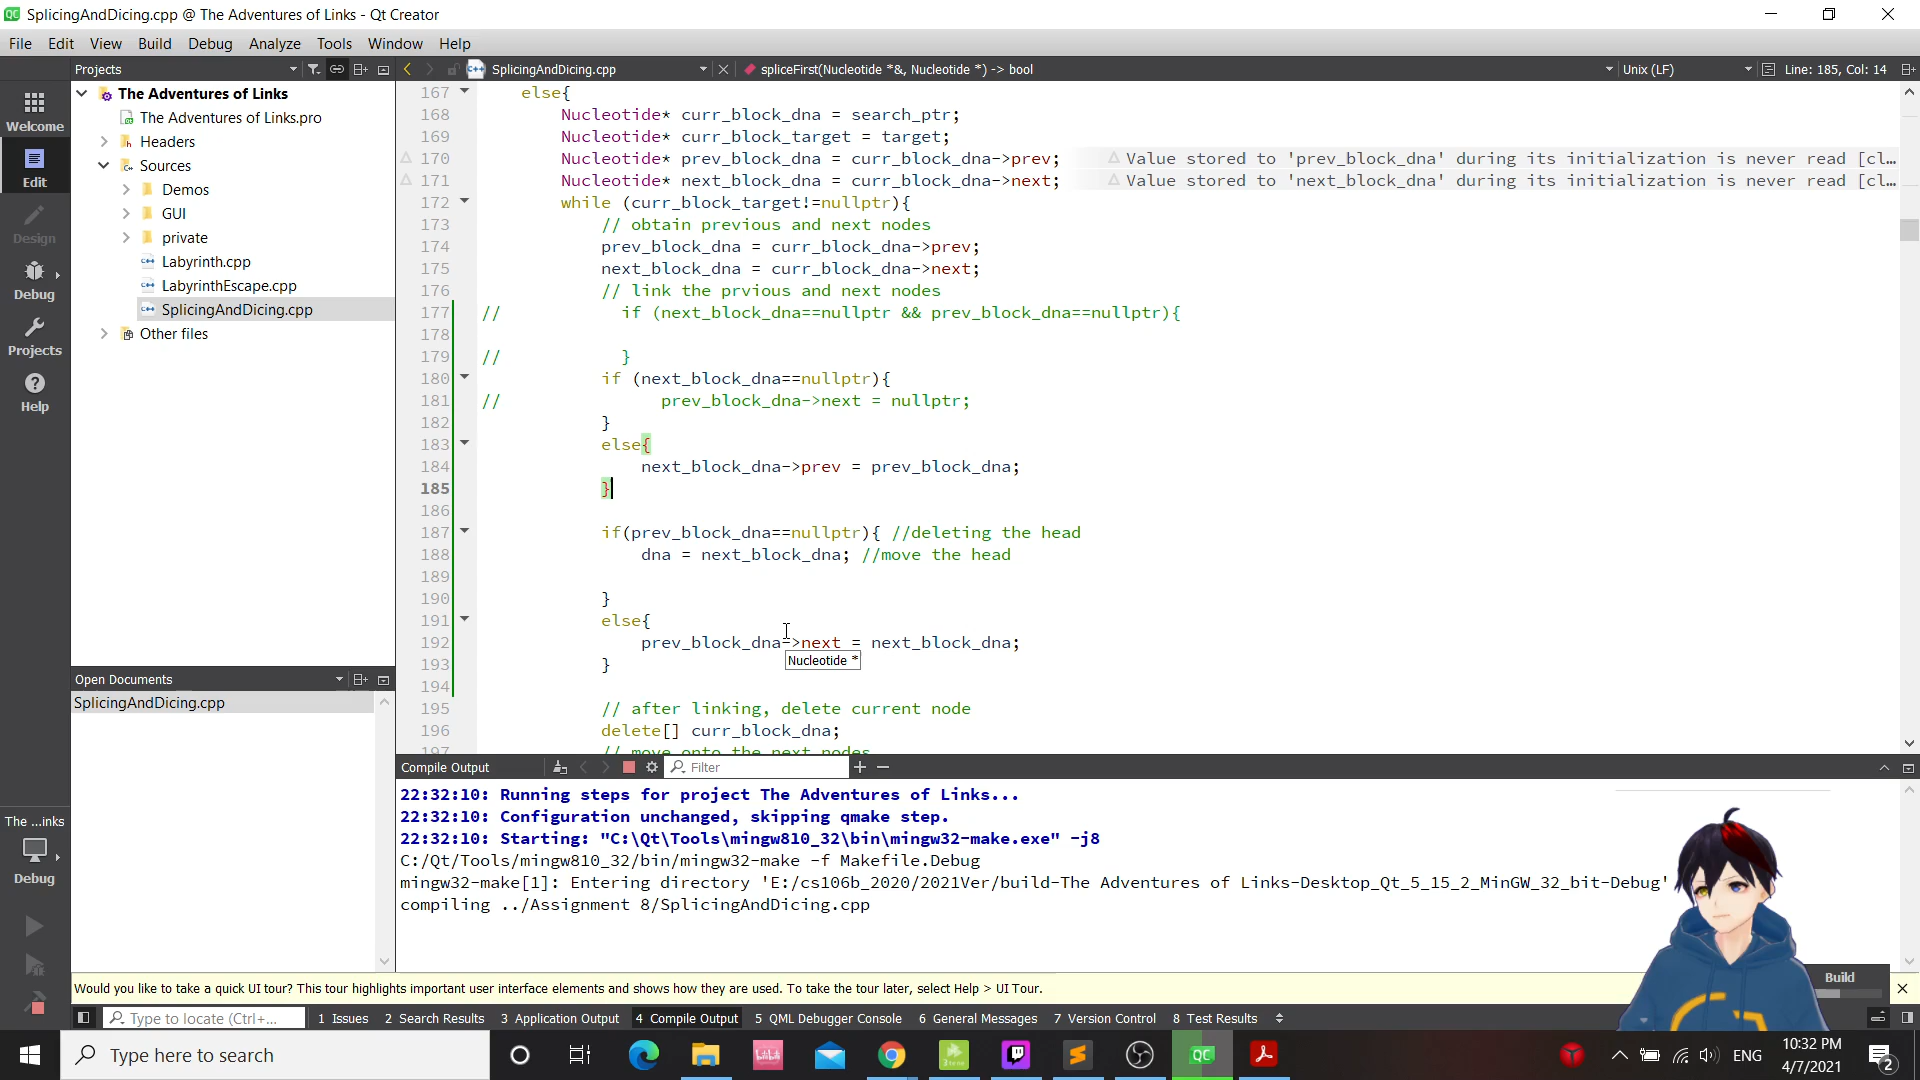 SplicingAndDicing.cpp @ The Adventures of Links - Qt Creator
File Edit View Build Debug Analyze Tools Window Help
Projects
SplicingAndDicing.cpp
spliceFirst(Nucleotide *&, Nucleotide *) -> bool
Unix (LF)
Line: 185, Col: 14
Welcome
Edit
Design
Debug
Projects
Help
The Adventures of Links
The Adventures of Links.pro
Headers
Sources
Demos
GUI
private
Labyrinth.cpp
LabyrinthEscape.cpp
SplicingAndDicing.cpp
Other files
167 else{
168 Nucleotide* curr_block_dna = search_ptr;
169 Nucleotide* curr_block_target = target;
170 Nucleotide* prev_block_dna = curr_block_dna->prev; Value stored to 'prev_block_dna' during its initialization is never read [cl...
171 Nucleotide* next_block_dna = curr_block_dna->next; Value stored to 'next_block_dna' during its initialization is never read [cl...
172 while (curr_block_target!=nullptr){
173 // obtain previous and next nodes
174 prev_block_dna = curr_block_dna->prev;
175 next_block_dna = curr_block_dna->next;
176 // link the prvious and next nodes
177 // if (next_block_dna==nullptr && prev_block_dna==nullptr){
178
179 // }
180 if (next_block_dna==nullptr){
181 // prev_block_dna->next = nullptr;
182 }
183 else{
184 next_block_dna->prev = prev_block_dna;
185 }
186
187 if(prev_block_dna==nullptr){ //deleting the head
188 dna = next_block_dna; //move the head
189
190 }
191 else{
192 prev_block_dna->next = next_block_dna;
Nucleotide *
193 }
194
195 // after linking, delete current node
196 delete[] curr_block_dna;
197 // move onto the next nodes
Open Documents
SplicingAndDicing.cpp
Compile Output
Filter
22:32:10: Running steps for project The Adventures of Links...
22:32:10: Configuration unchanged, skipping qmake step.
22:32:10: Starting: "C:\Qt\Tools\mingw810_32\bin\mingw32-make.exe" -j8
C:/Qt/Tools/mingw810_32/bin/mingw32-make -f Makefile.Debug
mingw32-make[1]: Entering directory 'E:/cs106b_2020/2021Ver/build-The Adventures of Links-Desktop_Qt_5_15_2_MinGW_32_bit-Debug'
compiling ../Assignment 8/SplicingAndDicing.cpp
The ...inks
Debug
Build
Would you like to take a quick UI tour? This tour highlights important user interface elements and shows how they are used. To take the tour later, select Help > UI Tour.
Type to locate (Ctrl+...
1 Issues 2 Search Results 3 Application Output 4 Compile Output 5 QML Debugger Console 6 General Messages 7 Version Control 8 Test Results
Type here to search
QC
ENG
10:32 PM
4/7/2021
2